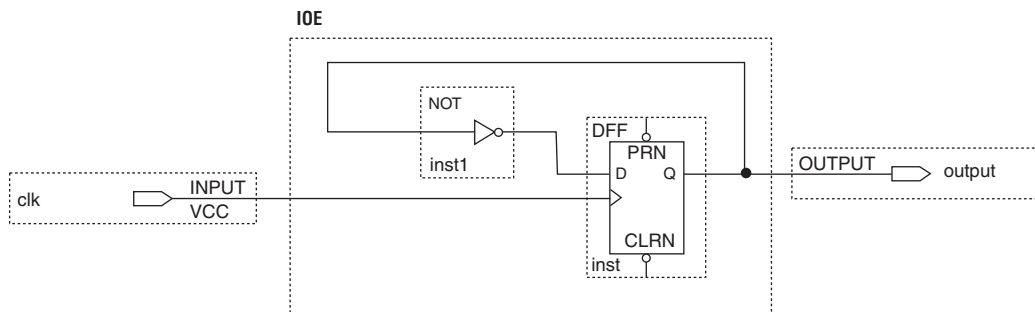 IOE
NOT
inst1
DFF
PRN
D
Q
CLRN
inst
clk
INPUT
VCC
OUTPUT
output